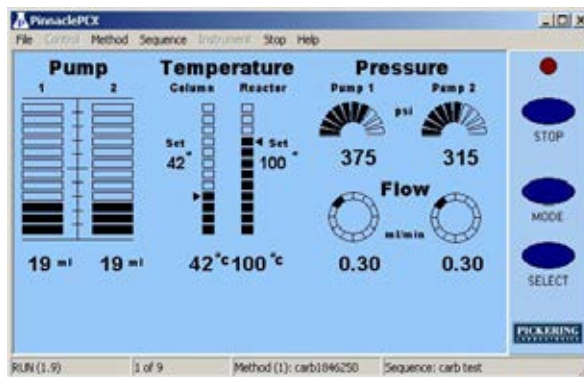 PinnaclePCX
File Control Method Sequence Instrument Stop Help
Pump Temperature Pressure
1 2 Column Reactor Pump 1 Pump 2
psi
STOP
Set 42° Set 100°
375 315
Flow
MODE
ml/min
19 ml 19 ml 42°C 100°C 0.30 0.30
SELECT
PICKERING
LABORATORIES
RUN (1.9) 1 of 9 Method (1): carb1846250 Sequence: carb test